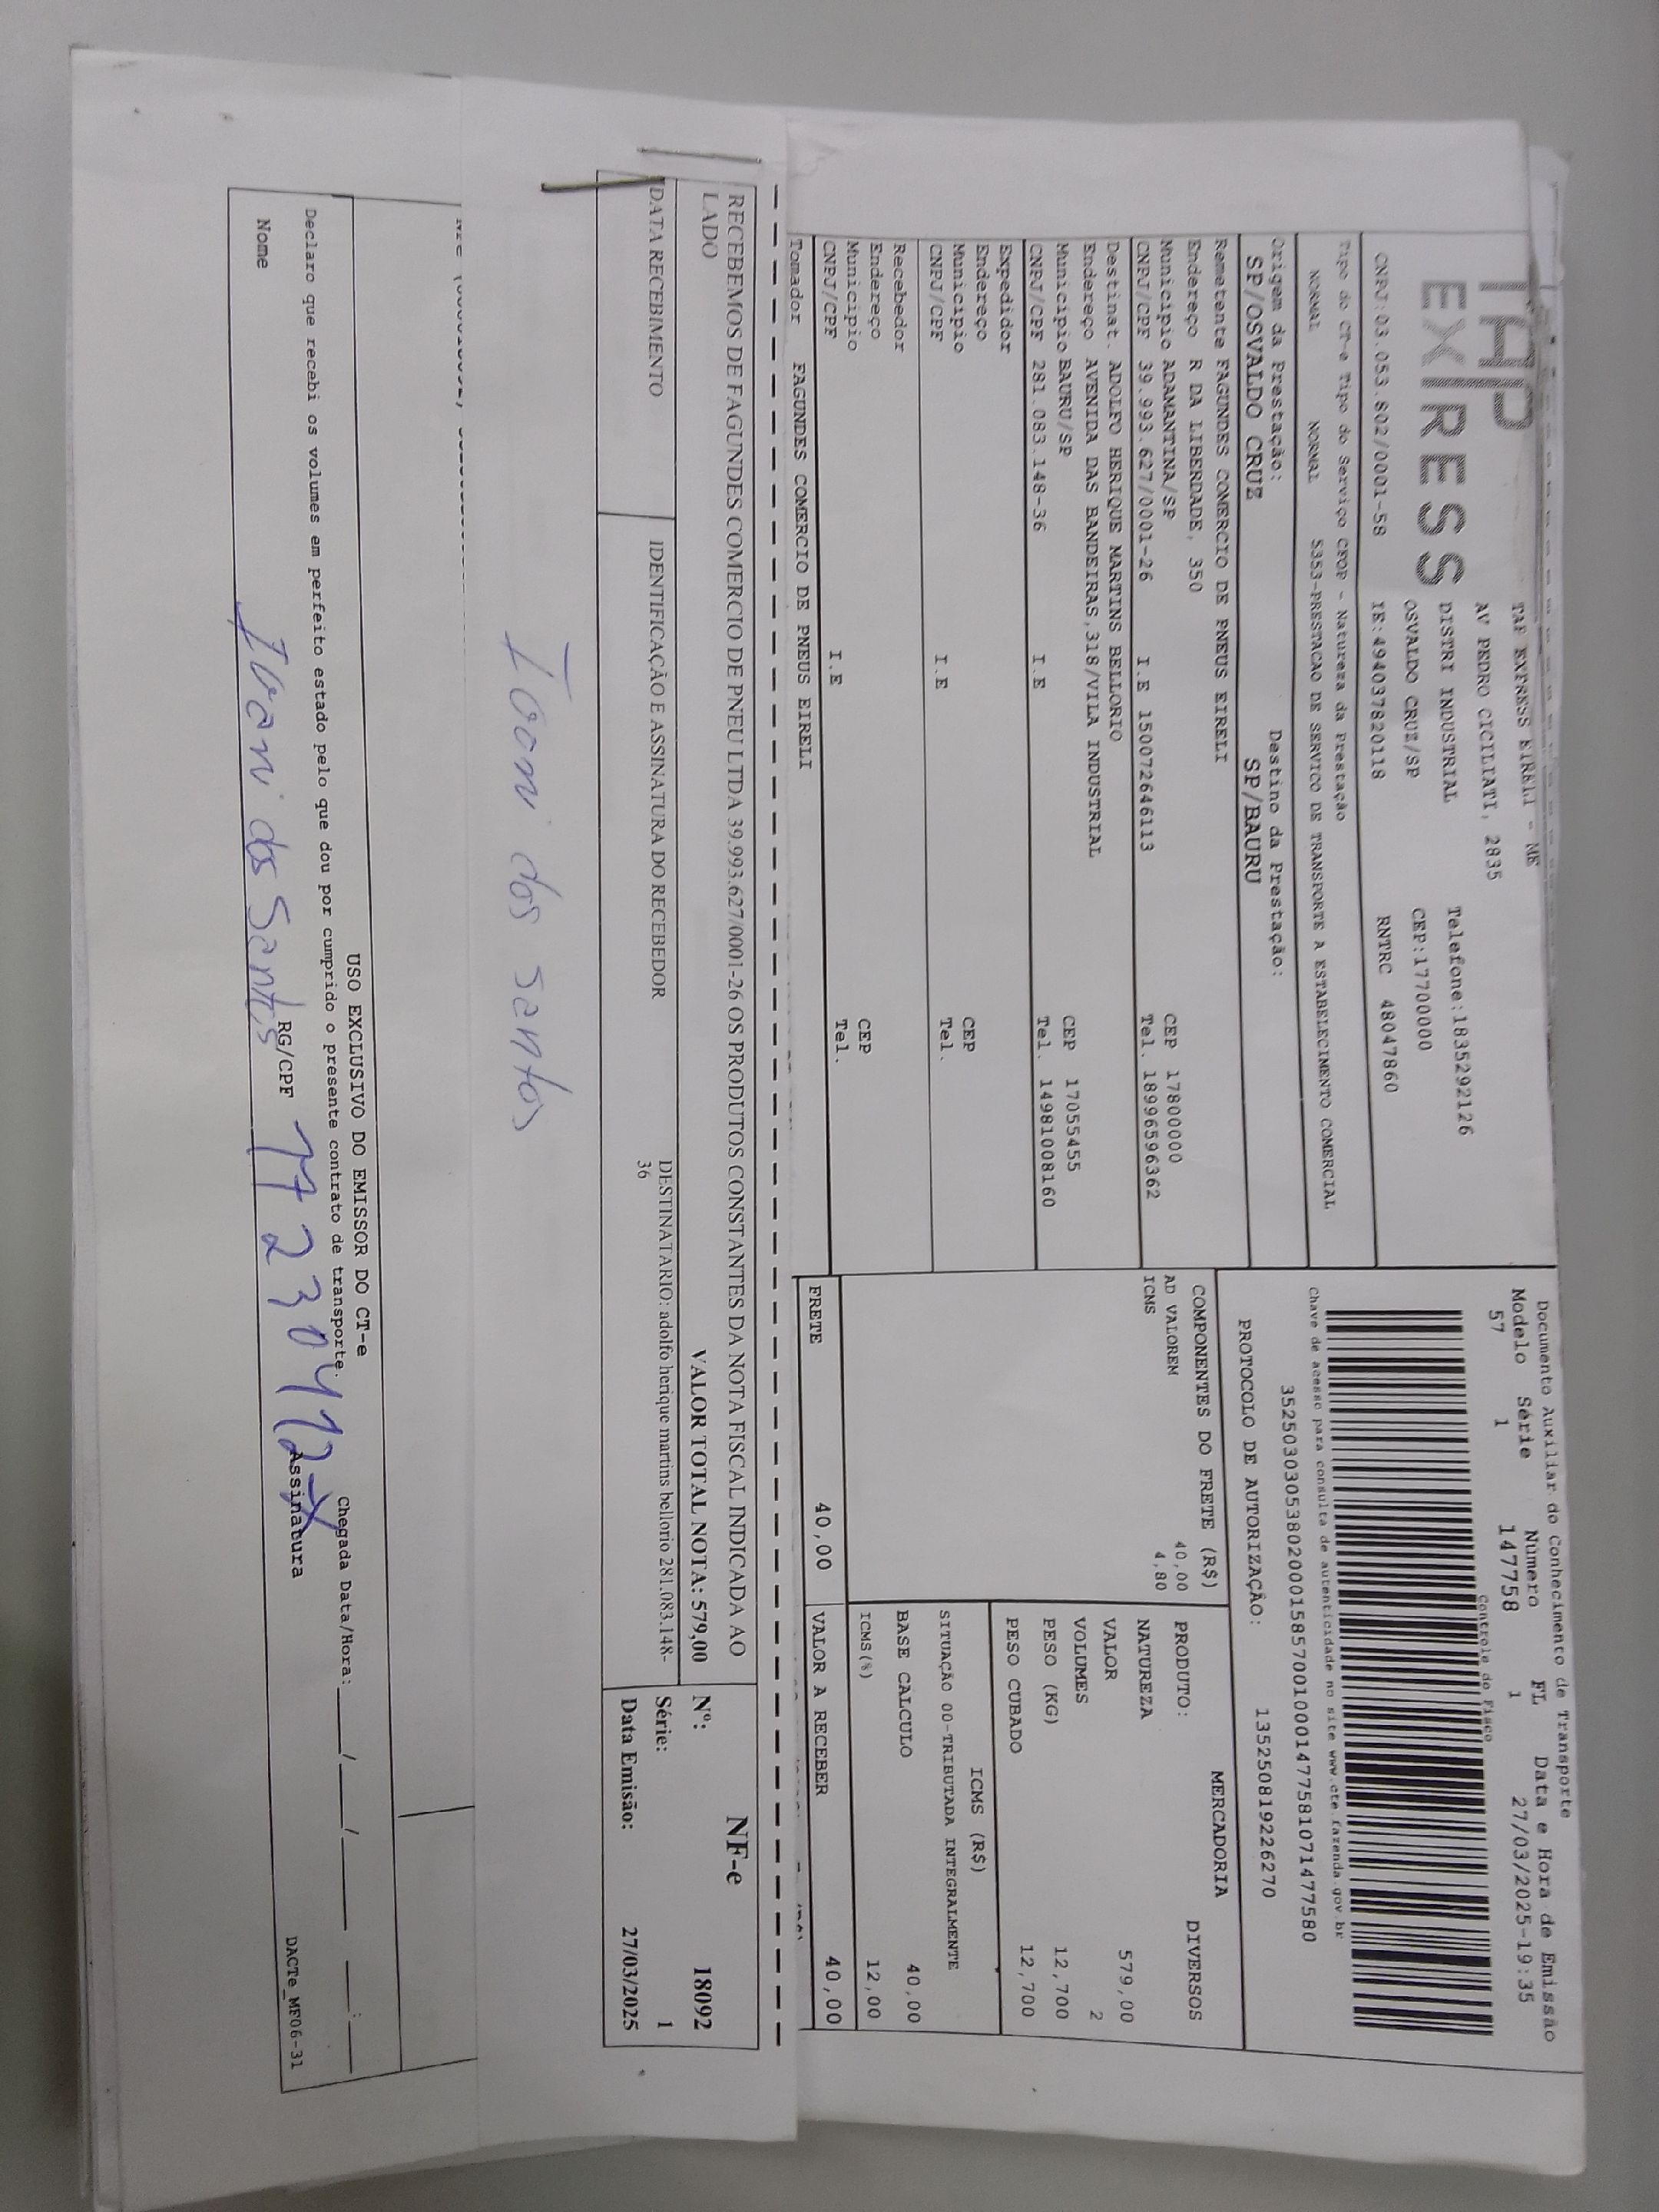 TAP EXPRESS
TAP EXPRESS EIRELI - ME
AV PEDRO CICILIATI, 2835
DISTRI INDUSTRIAL Telefone:1835292126
OSVALDO CRUZ/SP CEP:17700000
CNPJ:03.053.802/0001-58 IE:494037820118 RNTRC 48047860
Documento Auxiliar do Conhecimento de Transporte
Modelo Série Número FL Data e Hora de Emissão
57 1 147758 1 27/03/2025-19:35
Controle do Fisco
Chave de acesso para consulta de autenticidade no site www.cte.fazenda.gov.br
35250303053802000158570010001477581071477580
PROTOCOLO DE AUTORIZAÇÃO: 135250819226270
Tipo do CT-e Tipo do Serviço CFOP - Natureza da Prestação
NORMAL NORMAL 5353-PRESTACAO DE SERVICO DE TRANSPORTE A ESTABELECIMENTO COMERCIAL
Origem da Prestação: Destino da Prestação:
SP/OSVALDO CRUZ SP/BAURU
Remetente FAGUNDES COMERCIO DE PNEUS EIRELI
Endereço R DA LIBERDADE, 350
Município ADAMANTINA/SP CEP 17800000
CNPJ/CPF 39.993.627/0001-26 I.E 150072646113 Tel. 18996596362
Destinat. ADOLFO HERIQUE MARTINS BELLORIO
Endereço AVENIDA DAS BANDEIRAS,318/VILA INDUSTRIAL
Município BAURU/SP CEP 17055455
CNPJ/CPF 281.083.148-36 I.E Tel. 14981008160
Expedidor
Endereço
Município CEP
CNPJ/CPF I.E Tel.
Recebedor
Endereço
Município CEP
CNPJ/CPF I.E Tel.
Tomador FAGUNDES COMERCIO DE PNEUS EIRELI
COMPONENTES DO FRETE (R$)
AD VALOREM 40,00
ICMS 4,80
FRETE 40,00
MERCADORIA
PRODUTO: DIVERSOS
NATUREZA
VALOR 579,00
VOLUMES 2
PESO (KG) 12,700
PESO CUBADO 12,700
ICMS (R$)
SITUAÇÃO 00-TRIBUTADA INTEGRALMENTE
BASE CÁLCULO 40,00
ICMS(%) 12,00
VALOR A RECEBER 40,00
RECEBEMOS DE FAGUNDES COMERCIO DE PNEU LTDA 39.993.627/0001-26 OS PRODUTOS CONSTANTES DA NOTA FISCAL INDICADA AO
LADO
VALOR TOTAL NOTA: 579,00
DATA RECEBIMENTO IDENTIFICAÇÃO E ASSINATURA DO RECEBEDOR DESTINATARIO: adolfo herique martins bellorio 281.083.148-
36
NF-e
Nº: 18092
Série: 1
Data Emissão: 27/03/2025
Ivani dos Santos
USO EXCLUSIVO DO EMISSOR DO CT-e
Declaro que recebi os volumes em perfeito estado pelo que dou por cumprido o presente contrato de transporte. Chegada Data/Hora: ____/____/____ __:__
Nome Ivani dos Santos RG/CPF Assinatura
DACTe_MF06-31